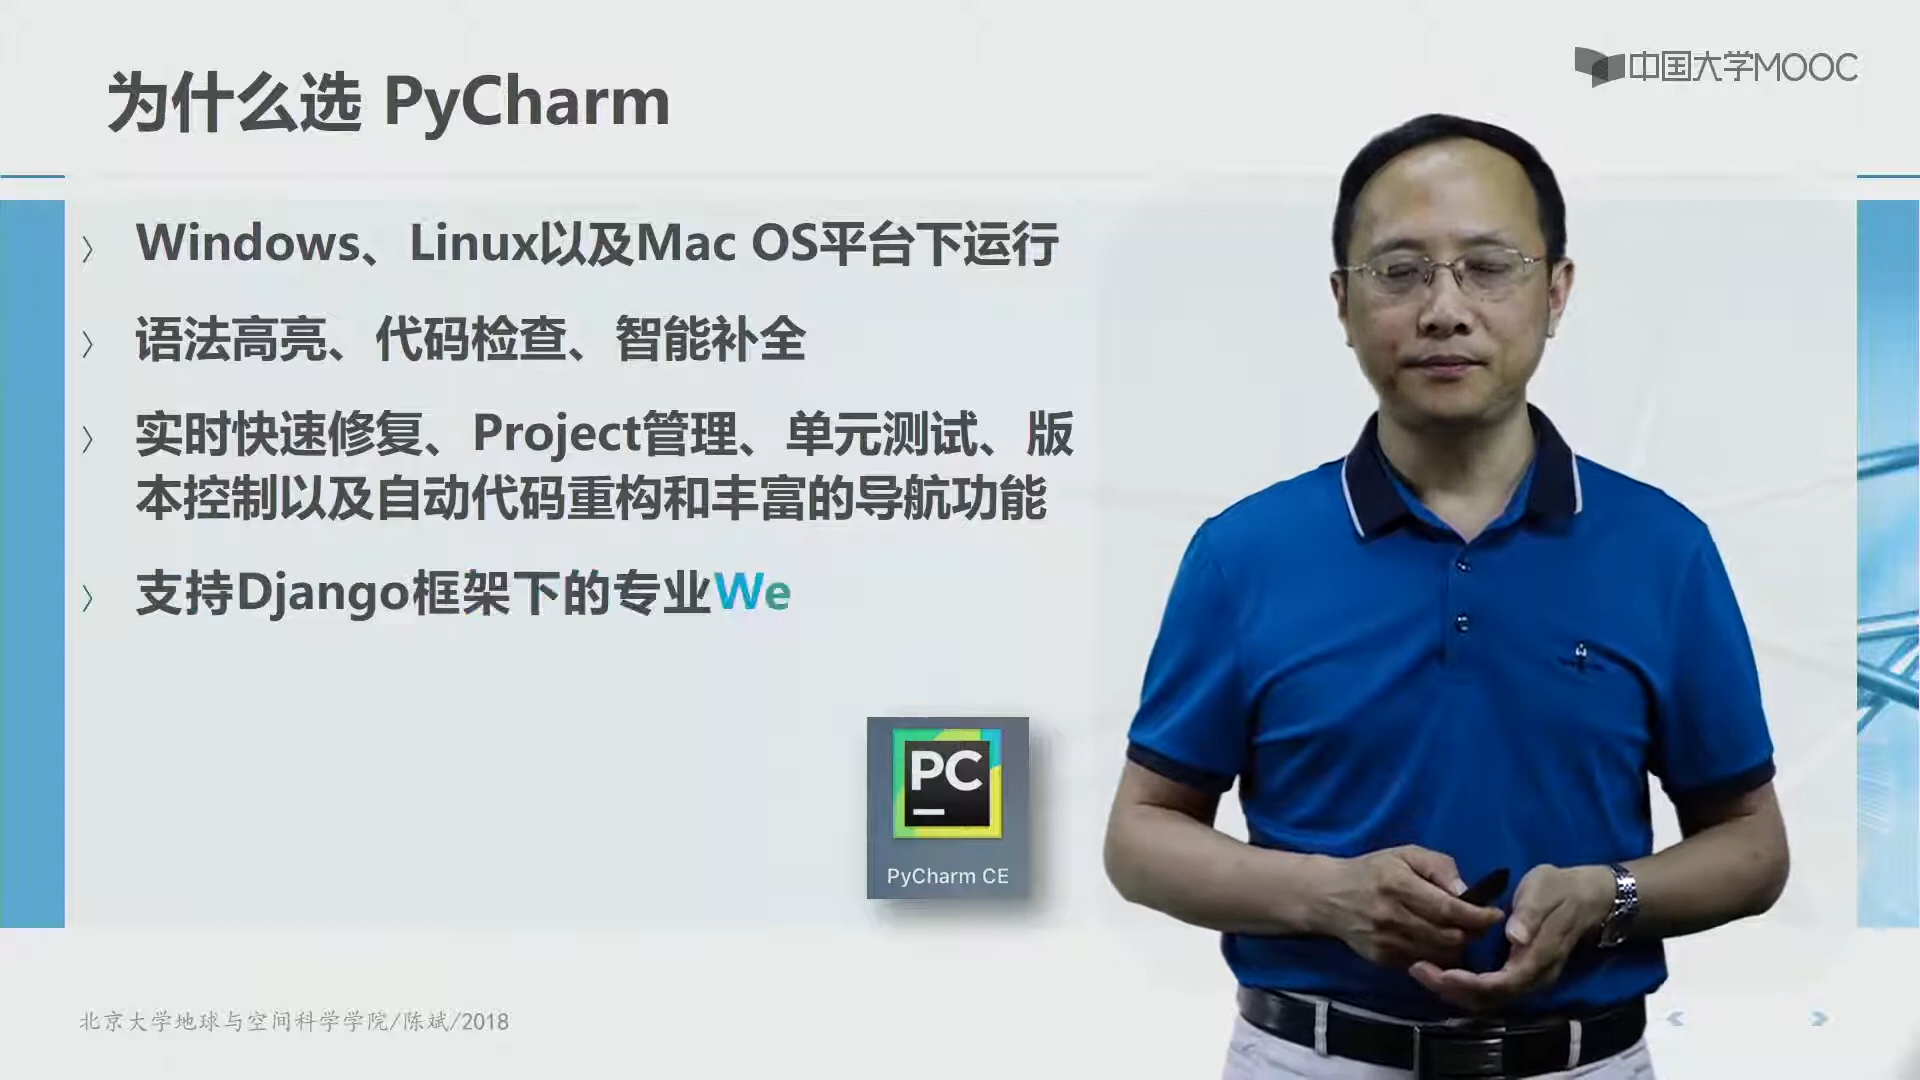 中国大学MOOC
为什么选 PyCharm
Windows、Linux以及Mac OS平台下运行
语法高亮、代码检查、智能补全
实时快速修复、Project管理、单元测试、版
本控制以及自动代码重构和丰富的导航功能
支持Django框架下的专业We
PC
PyCharm CE
北京大学地球与空间科学学院/陈斌/2018